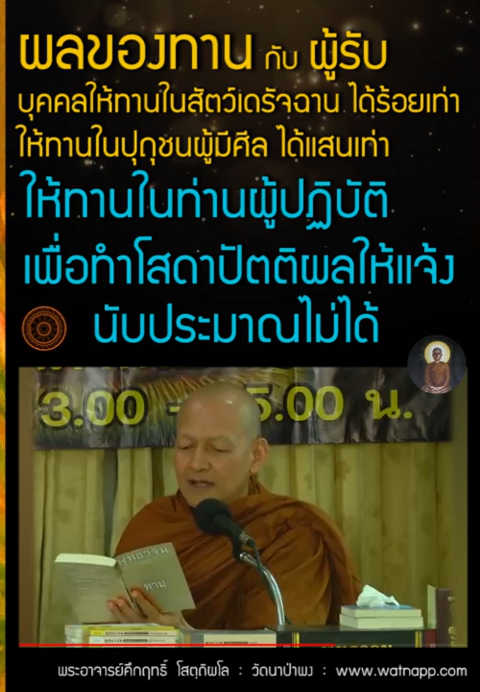 ผลของทาน กับ ผู้รับ
บุคคลให้ทานในสัตว์เดรัจฉาน ได้ร้อยเท่า
ให้ทานในปุถุชนผู้มีศีล ได้แสนเท่า
ให้ทานในท่านผู้ปฏิบัติ
เพื่อทำโสดาปัตติผลให้แจ้ง
นับประมาณไม่ได้
3.00 - 5.00 น.
พุทธวจน
ทาน
พระอาจารย์คึกฤทธิ์ โสตฺถิผโล : วัดนาป่าพง : www.watnapp.com